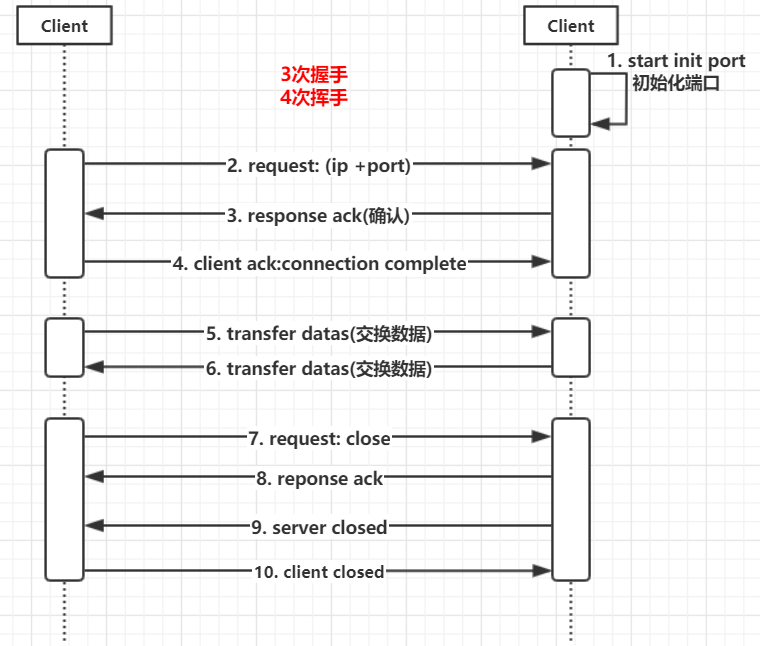 Client
Client
3次握手
4次挥手
1. start init port
初始化端口
2. request: (ip +port)
3. response ack(确认)
4. client ack:connection complete
5. transfer datas(交换数据)
6. transfer datas(交换数据)
7. request: close
8. reponse ack
9. server closed
10. client closed